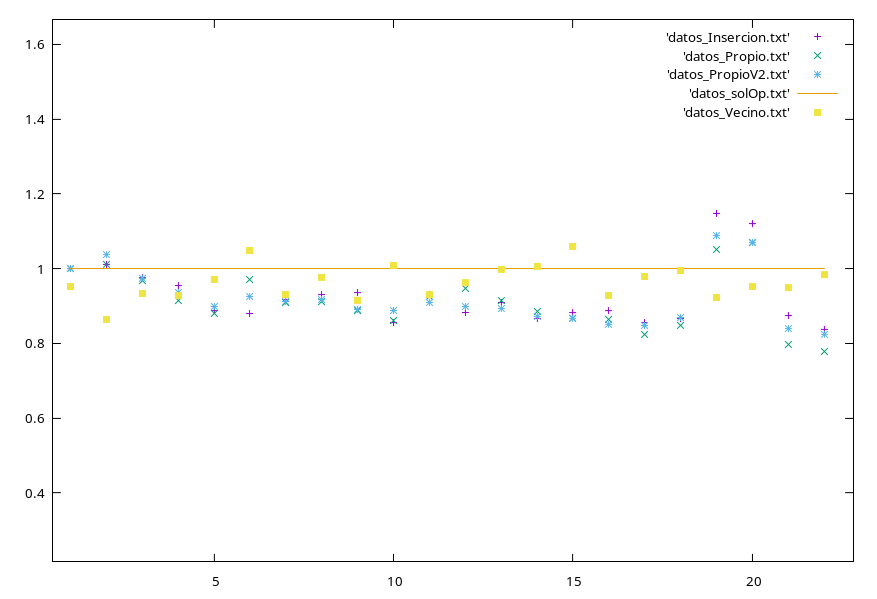 1.6
1.4
1.2
1
0.8
0.6
0.4
5
10
15
20
'datos_Insercion.txt'
'datos_Propio.txt'
'datos_PropioV2.txt'
'datos_solOp.txt'
'datos_Vecino.txt'